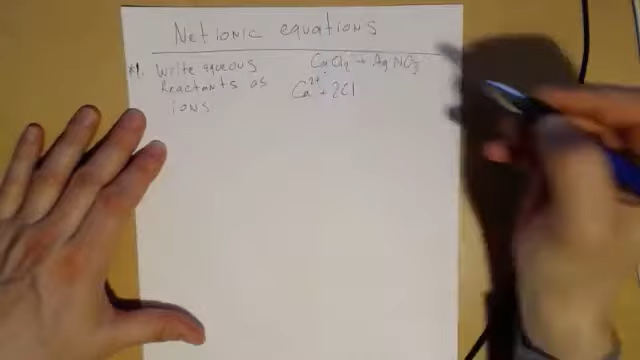 Net ionic equations
#1. Write aqueous
Reactants as
ions
CaCl2 + AgNO3
Ca2+ + 2Cl